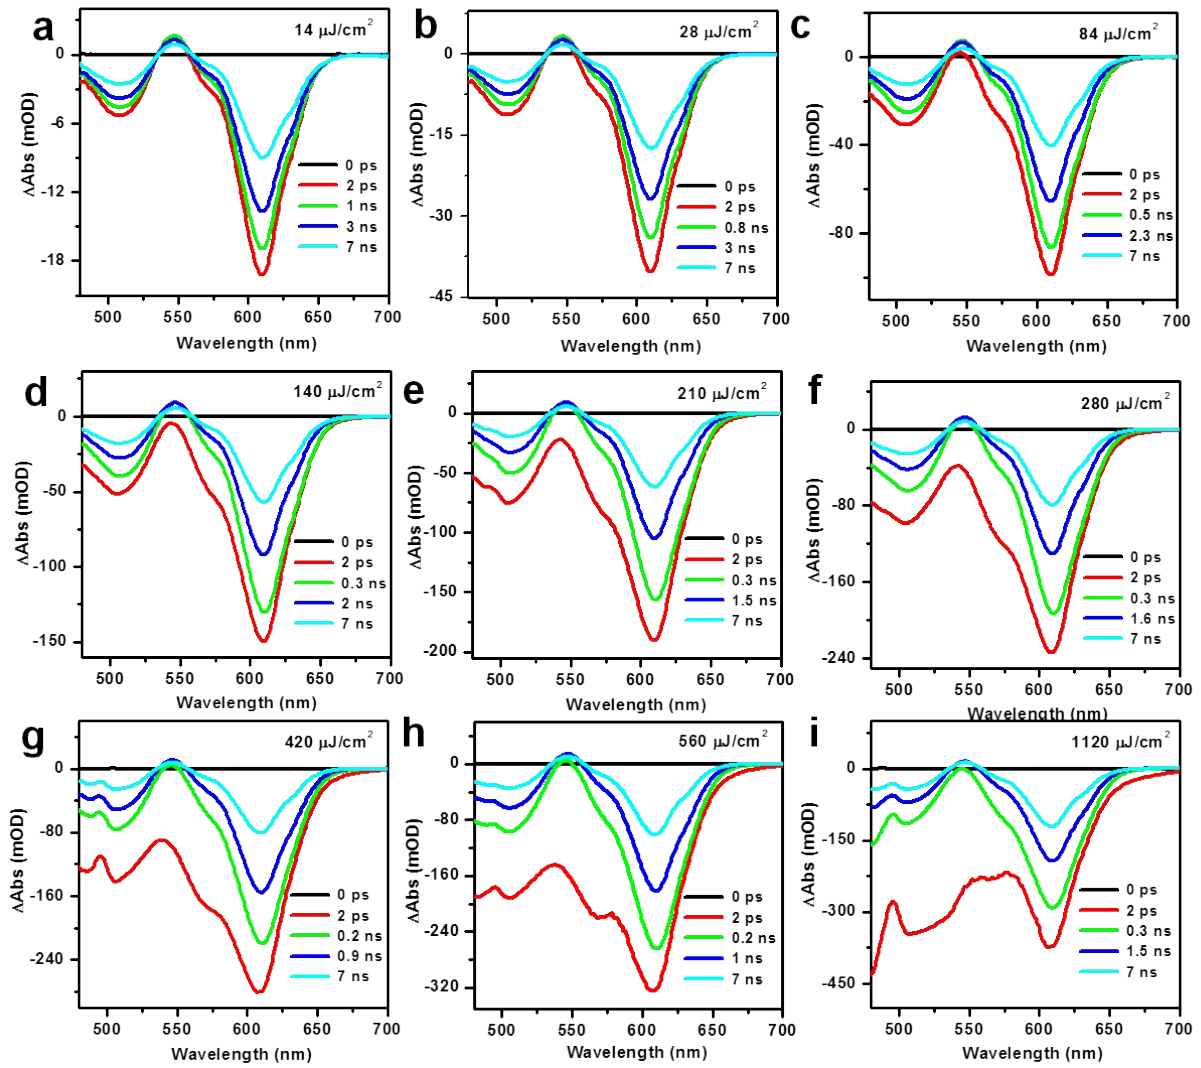 a
14 μJ/cm²
0
-6
-12
-18
ΔAbs (mOD)
0 ps
2 ps
1 ns
3 ns
7 ns
500 550 600 650 700
Wavelength (nm)
b
28 μJ/cm²
0
-15
-30
-45
ΔAbs (mOD)
0 ps
2 ps
0.8 ns
3 ns
7 ns
500 550 600 650 700
Wavelength (nm)
c
84 μJ/cm²
0
-40
-80
ΔAbs (mOD)
0 ps
2 ps
0.5 ns
2.3 ns
7 ns
500 550 600 650 700
Wavelength (nm)
d
140 μJ/cm²
0
-50
-100
-150
ΔAbs (mOD)
0 ps
2 ps
0.3 ns
2 ns
7 ns
500 550 600 650 700
Wavelength (nm)
e
210 μJ/cm²
0
-50
-100
-150
-200
ΔAbs (mOD)
0 ps
2 ps
0.3 ns
1.5 ns
7 ns
500 550 600 650 700
Wavelength (nm)
f
280 μJ/cm²
0
-80
-160
-240
ΔAbs (mOD)
0 ps
2 ps
0.3 ns
1.6 ns
7 ns
500 550 600 650 700
Wavelength (nm)
g
420 μJ/cm²
0
-80
-160
-240
ΔAbs (mOD)
0 ps
2 ps
0.2 ns
0.9 ns
7 ns
500 550 600 650 700
Wavelength (nm)
h
560 μJ/cm²
0
-80
-160
-240
-320
ΔAbs (mOD)
0 ps
2 ps
0.2 ns
1 ns
7 ns
500 550 600 650 700
Wavelength (nm)
i
1120 μJ/cm²
0
-150
-300
-450
ΔAbs (mOD)
0 ps
2 ps
0.3 ns
1.5 ns
7 ns
500 550 600 650 700
Wavelength (nm)